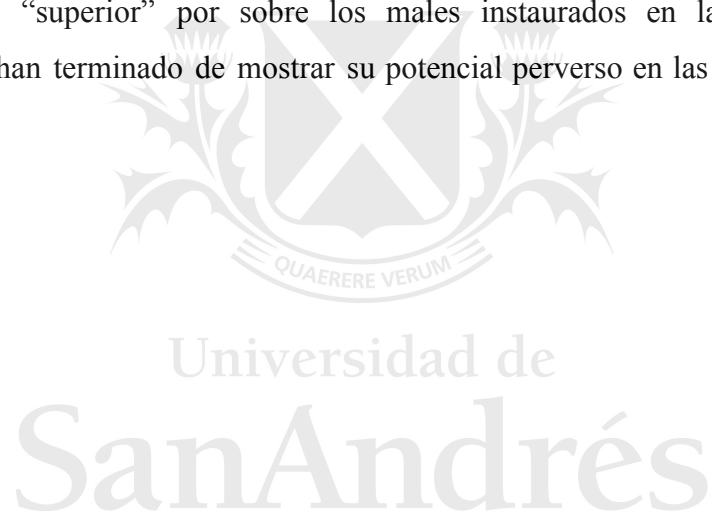 “superior” por sobre los males instaurados en la
han terminado de mostrar su potencial perverso en las
QUAERERE VERUM
Universidad de
SanAndrés